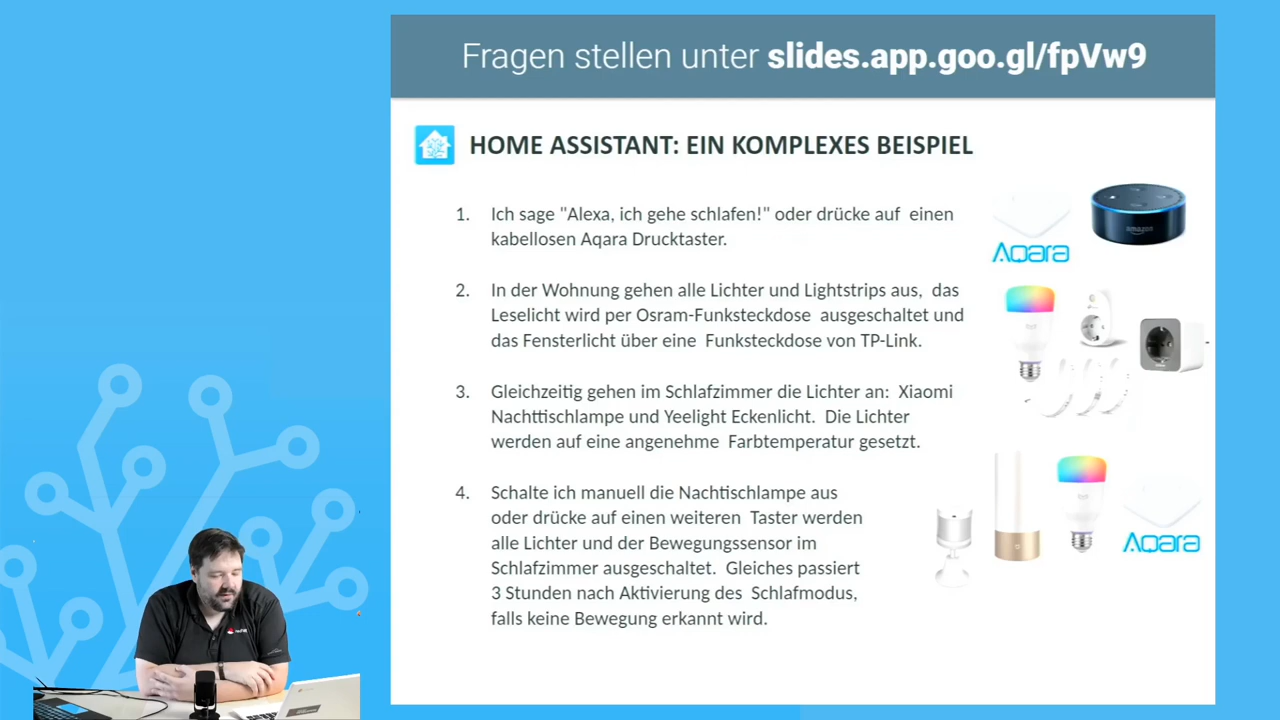 Fragen stellen unter slides.app.goo.gl/fpVw9
HOME ASSISTANT: EIN KOMPLEXES BEISPIEL
1. Ich sage "Alexa, ich gehe schlafen!" oder drücke auf einen
kabellosen Aqara Drucktaster.
Aqara
amazon
2. In der Wohnung gehen alle Lichter und Lightstrips aus, das
Leselicht wird per Osram-Funksteckdose ausgeschaltet und
das Fensterlicht über eine Funksteckdose von TP-Link.
3. Gleichzeitig gehen im Schlafzimmer die Lichter an: Xiaomi
Nachttischlampe und Yeelight Eckenlicht. Die Lichter
werden auf eine angenehme Farbtemperatur gesetzt.
4. Schalte ich manuell die Nachtischlampe aus
oder drücke auf einen weiteren Taster werden
alle Lichter und der Bewegungssensor im
Schlafzimmer ausgeschaltet. Gleiches passiert
3 Stunden nach Aktivierung des Schlafmodus,
falls keine Bewegung erkannt wird.
Aqara